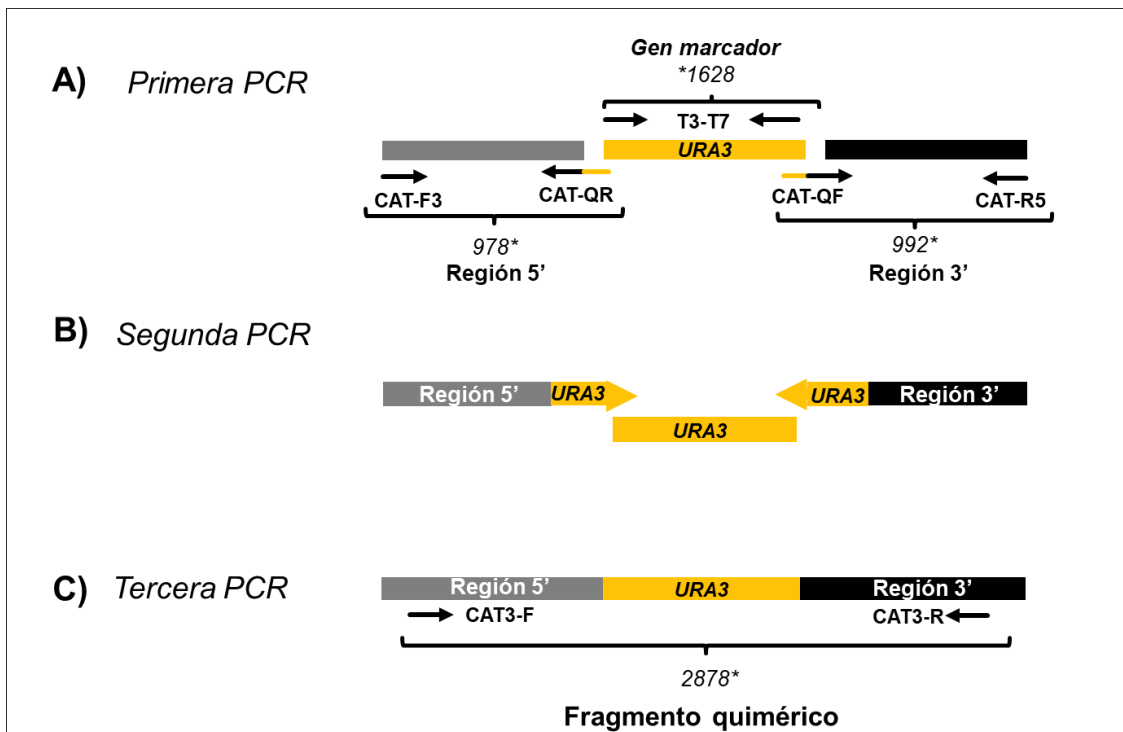 Gen marcador
*1628
A) Primera PCR
T3-T7
URA3
CAT-F3
CAT-QR
CAT-QF
CAT-R5
978*
992*
Región 5’
Región 3’
B) Segunda PCR
Región 5’ URA3 URA3 Región 3’
URA3
C) Tercera PCR
Región 5’ URA3 Región 3’
CAT3-F
CAT3-R
2878*
Fragmento quimérico